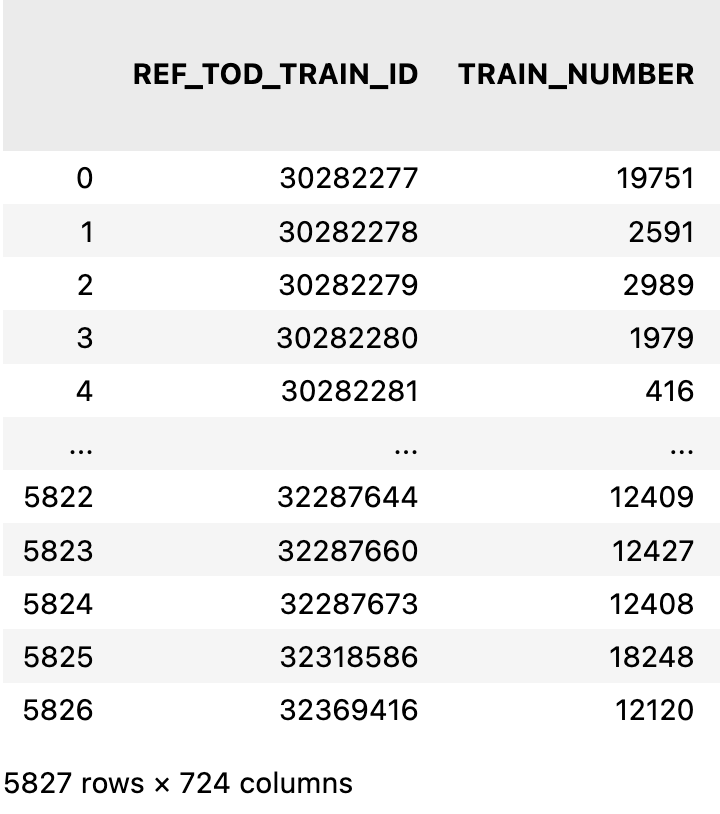 REF_TOD_TRAIN_ID TRAIN_NUMBER
0 30282277 19751
1 30282278 2591
2 30282279 2989
3 30282280 1979
4 30282281 416
... ... ...
5822 32287644 12409
5823 32287660 12427
5824 32287673 12408
5825 32318586 18248
5826 32369416 12120
5827 rows × 724 columns